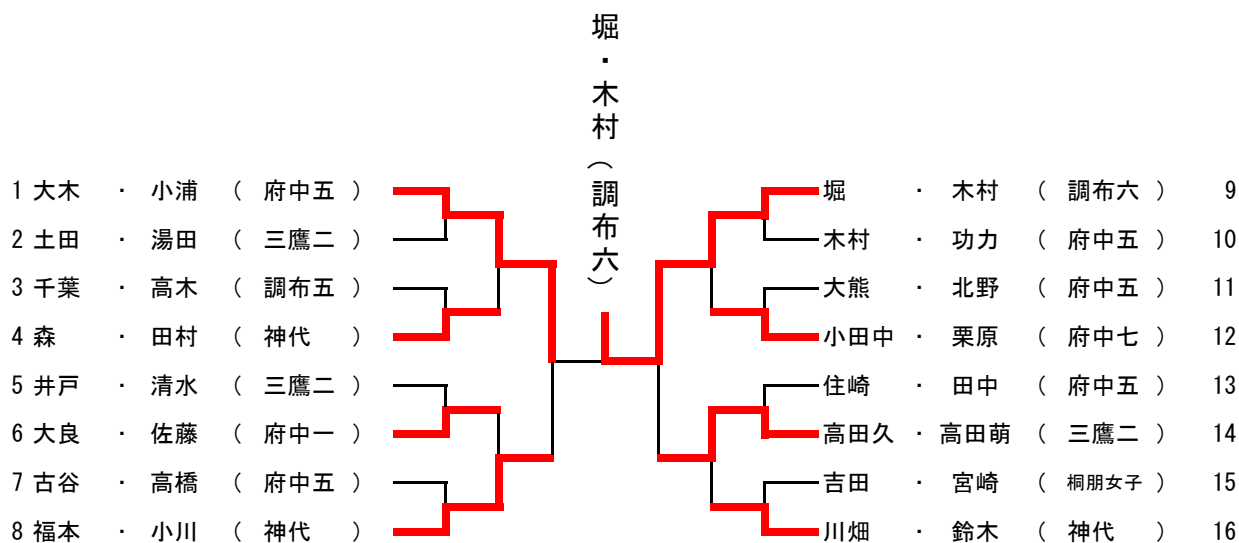 堀・木村（調布六）
1 大木 ・ 小浦 （ 府中五 ）
2 土田 ・ 湯田 （ 三鷹二 ）
3 千葉 ・ 高木 （ 調布五 ）
4 森 ・ 田村 （ 神代 ）
5 井戸 ・ 清水 （ 三鷹二 ）
6 大良 ・ 佐藤 （ 府中一 ）
7 古谷 ・ 高橋 （ 府中五 ）
8 福本 ・ 小川 （ 神代 ）
堀 ・ 木村 （ 調布六 ） 9
木村 ・ 功力 （ 府中五 ） 10
大熊 ・ 北野 （ 府中五 ） 11
小田中 ・ 栗原 （ 府中七 ） 12
住崎 ・ 田中 （ 府中五 ） 13
高田久 ・ 高田萌 （ 三鷹二 ） 14
吉田 ・ 宮崎 （ 桐朋女子 ） 15
川畑 ・ 鈴木 （ 神代 ） 16